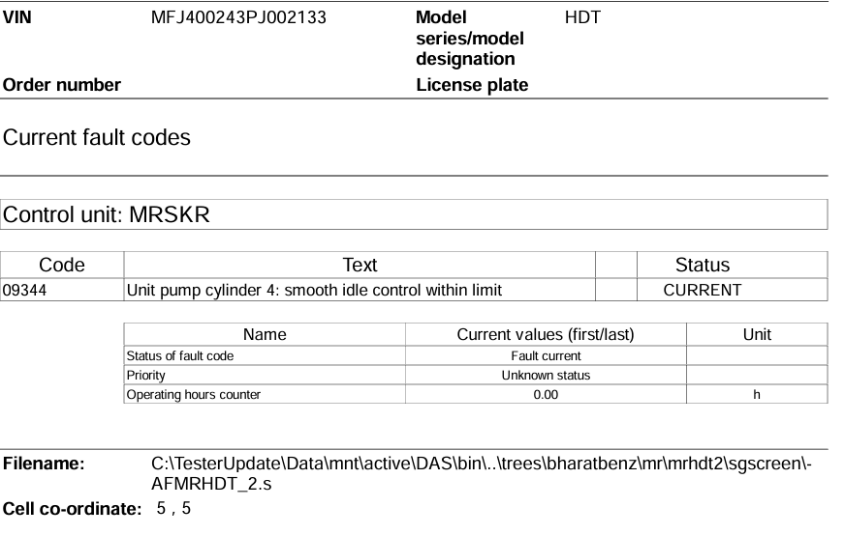 VIN MFJ400243PJ002133 Model series/model designation HDT
Order number License plate
Current fault codes
Control unit: MRSKR
Code Text Status
09344 Unit pump cylinder 4: smooth idle control within limit CURRENT
Name Current values (first/last) Unit
Status of fault code Fault current
Priority Unknown status
Operating hours counter 0.00 h
Filename: C:\TesterUpdate\Data\mnt\active\DAS\bin\..\trees\bharatbenz\mr\mrhdt2\sgscreen\-
AFMRHDT_2.s
Cell co-ordinate: 5 , 5